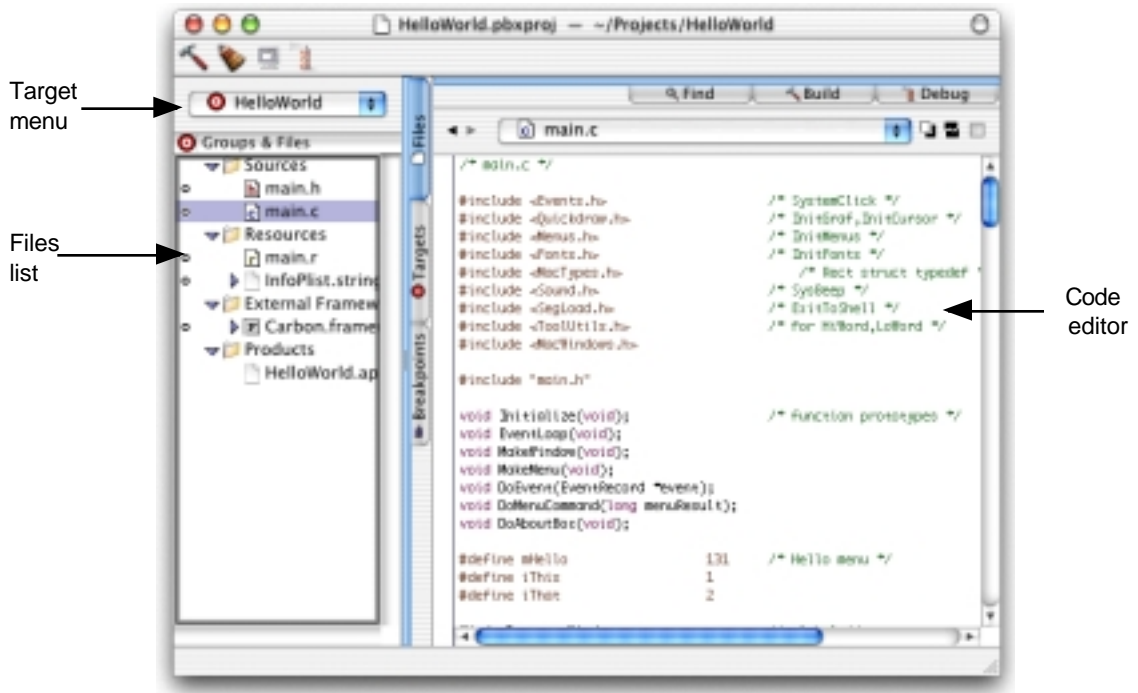 HelloWorld.pbxproj — ~/Projects/HelloWorld
Target
menu
HelloWorld
Groups & Files
Sources
main.h
main.c
Resources
main.r
InfoPlist.string
External Framew
Carbon.frame
Products
HelloWorld.ap
Files
list
Files
Targets
Breakpoints
Find
Build
Debug
main.c
/* main.c */
#include <Events.h> /* SystemClick */
#include <Quickdraw.h> /* InitGraf,InitCursor */
#include <Menus.h> /* InitMenus */
#include <Fonts.h> /* InitFonts */
#include <MacTypes.h> /* Rect struct typedef *
#include <Sound.h> /* SysBeep */
#include <SegLoad.h> /* ExitToShell */
#include <ToolUtils.h> /* for HiWord,LoWord */
#include <MacWindows.h>
#include "main.h"
void Initialize(void); /* function prototypes */
void EventLoop(void);
void MakeWindow(void);
void MakeMenu(void);
void DoEvent(EventRecord *event);
void DoMenuCommand(long menuResult);
void DoAboutBox(void);
#define mHello 131 /* Hello menu */
#define iThis 1
#define iThat 2
Code
editor